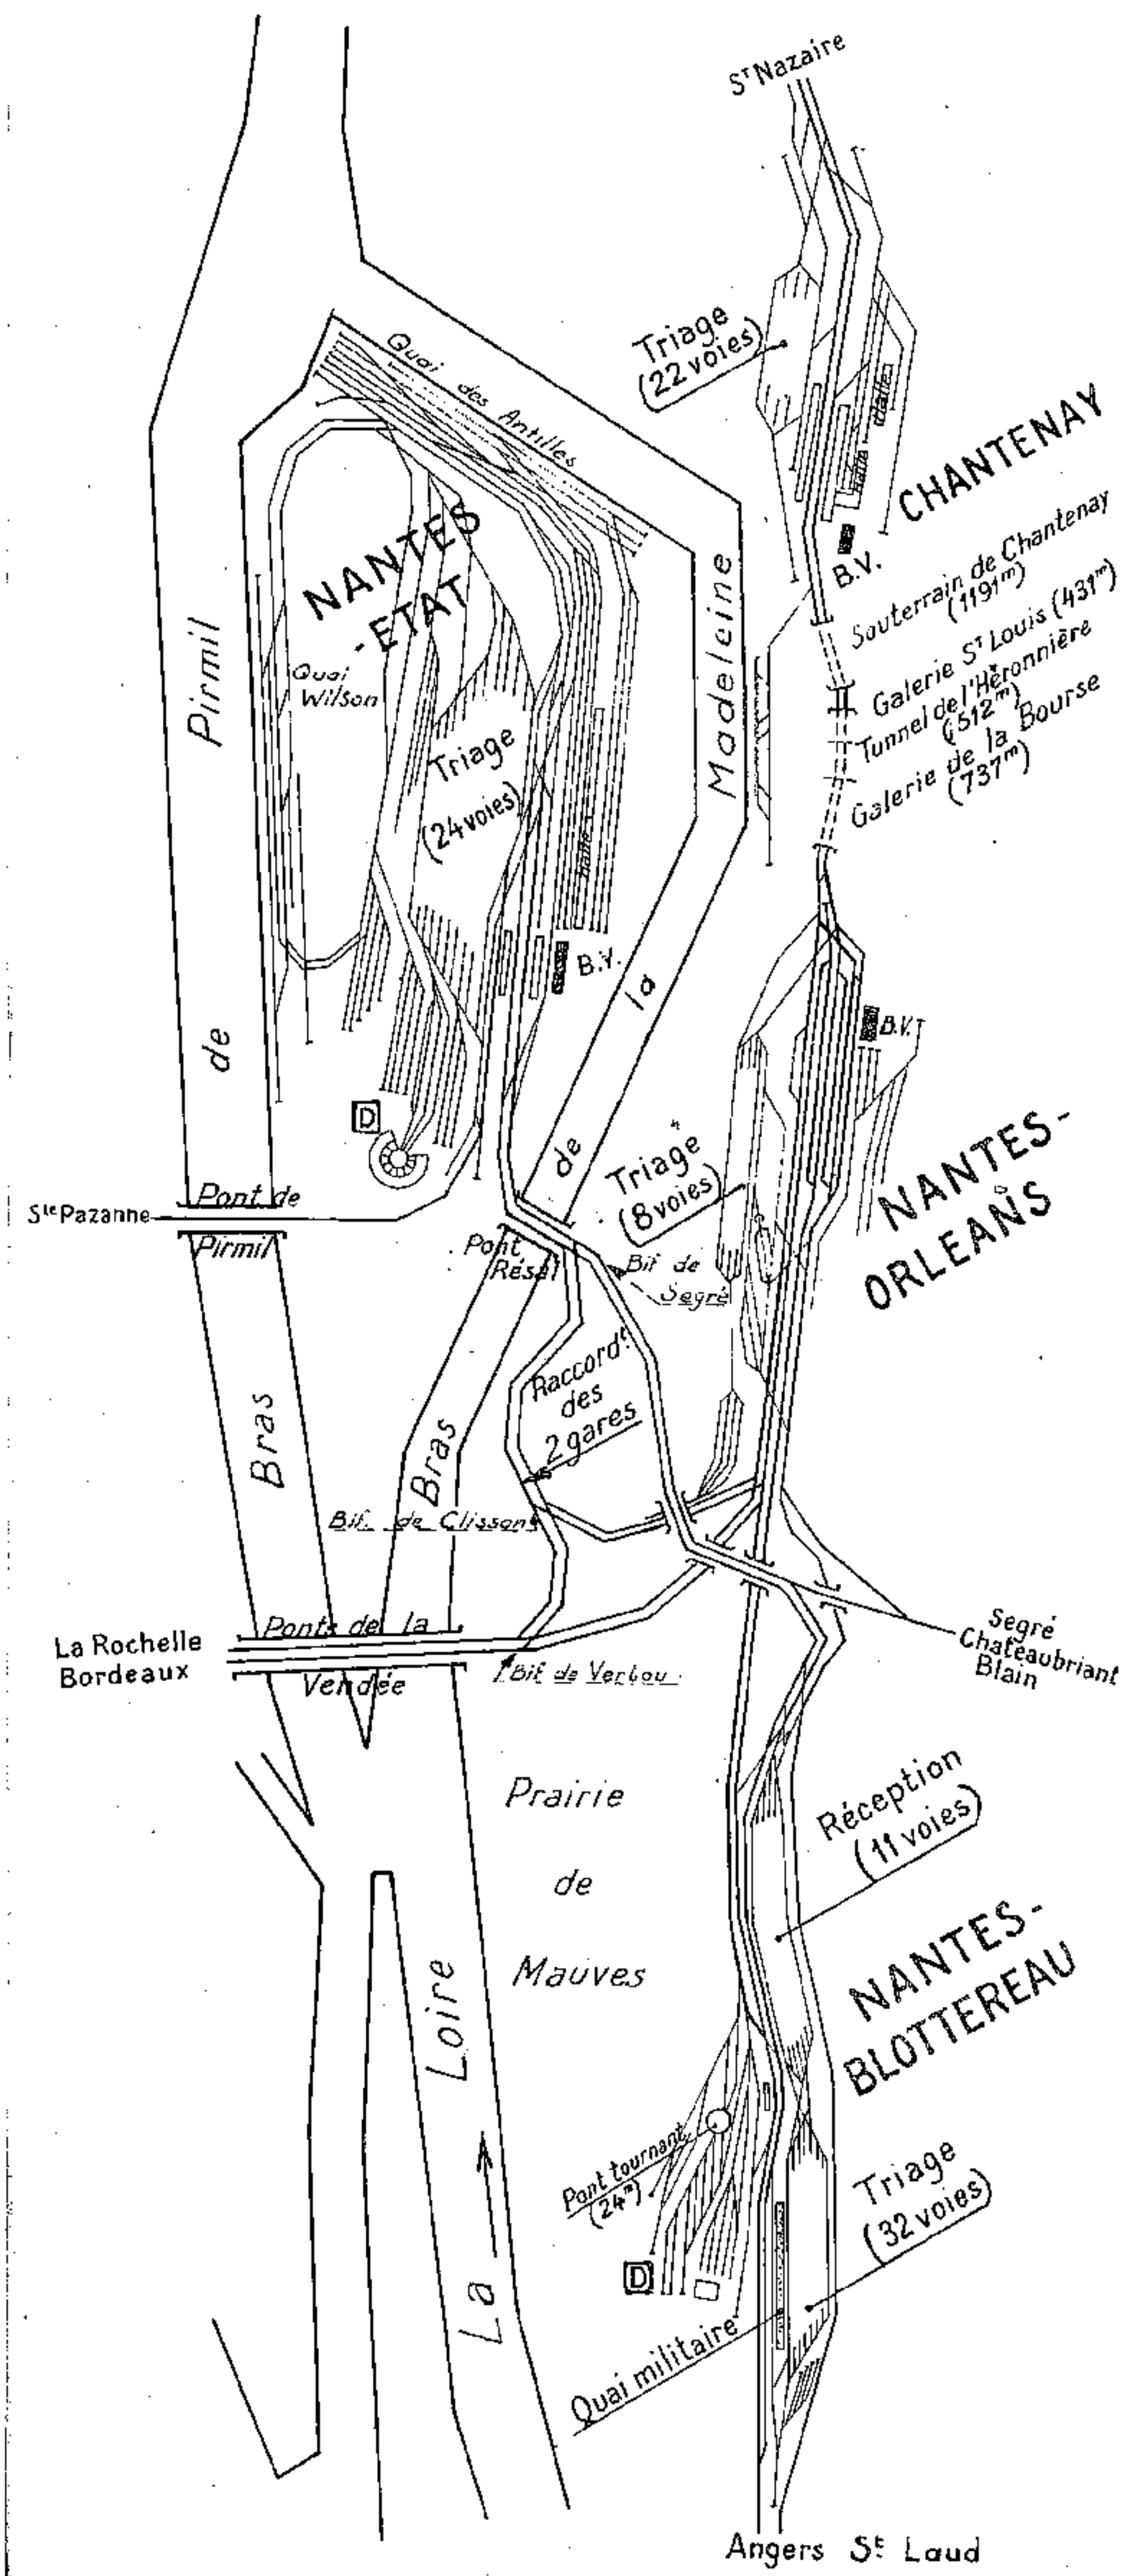 Sᵀ Nazaire
Triage
(22 voies)
Quai des Antilles
Halle
CHANTENAY
B.V.
NANTES
- ETAT
Souterrain de Chantenay
(1191ᵐ)
Galerie Sᵀ Louis (431ᵐ)
Tunnel de l'Héronnière
(512ᵐ)
Galerie de la Bourse
(737ᵐ)
Quai
Wilson
Triage
(24 voies)
Halle
Bras de Pirmil
Bras de la Madeleine
B.V.
B.V.
D
Triage
(8 voies)
NANTES-
ORLEANS
Sᵗᵉ Pazanne
Pont de
Pirmil
Pont
Résal
Bif. de
Segré
Raccordᵗ
des
2 gares
Bif. de Clisson
La Rochelle
Bordeaux
Ponts de la
Vendée
Bif. de Vertou
Segré
Chateaubriant
Blain
Prairie
de
Mauves
Réception
(11 voies)
NANTES-
BLOTTEREAU
La Loire
Pont tournant
(24ᵐ)
Triage
(32 voies)
D
Quai militaire
Angers Sᵗ Laud